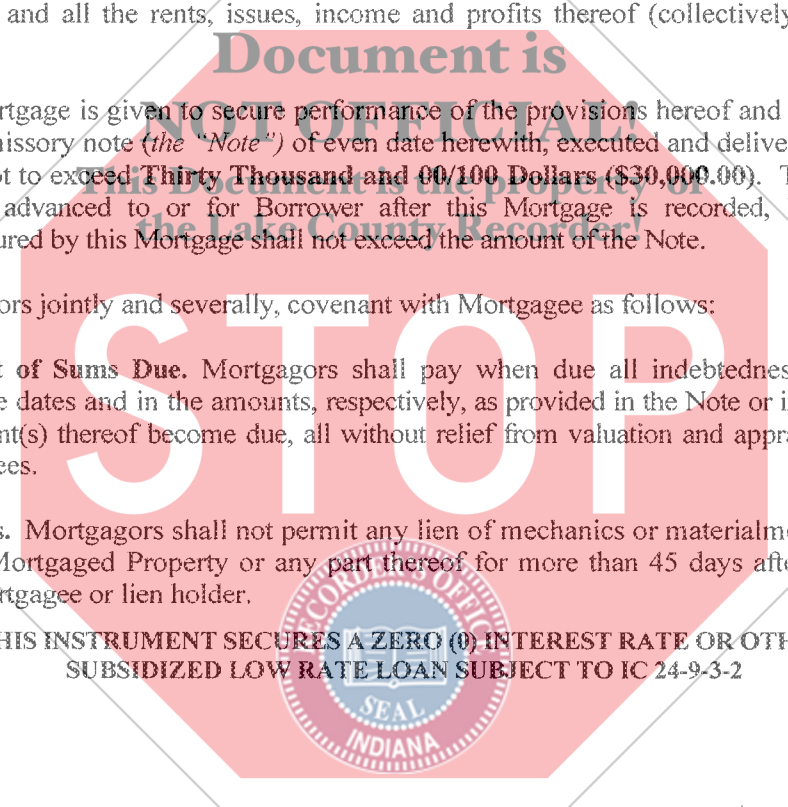 and all the rents, issues, income and profits thereof (collectively
Document is
rtgage is given to secure performance of the provisions hereof and
NOT OFFICIAL!
nissory note (the "Note") of even date herewith, executed and delive
ot to exceed Thirty Thousand and 00/100 Dollars ($30,000.00). T
This Document is the property of
advanced to or for Borrower after this Mortgage is recorded,
the Lake County Recorder!
ured by this Mortgage shall not exceed the amount of the Note.
ors jointly and severally, covenant with Mortgagee as follows:
STOP
t of Sums Due. Mortgagors shall pay when due all indebtednes
e dates and in the amounts, respectively, as provided in the Note or i
nt(s) thereof become due, all without relief from valuation and appra
ees.
s. Mortgagors shall not permit any lien of mechanics or materialme
Mortgaged Property or any part thereof for more than 45 days afte
rtgagee or lien holder.
RECORDER'S OFFIC
HIS INSTRUMENT SECURES A ZERO (0) INTEREST RATE OR OTH
SUBSIDIZED LOW RATE LOAN SUBJECT TO IC 24-9-3-2
SEAL
INDIANA